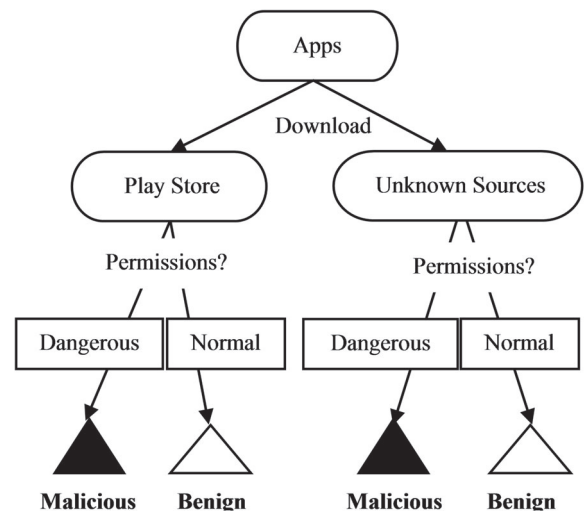 Apps
Download
Play Store
Unknown Sources
Permissions?
Permissions?
Dangerous
Normal
Dangerous
Normal
Malicious
Benign
Malicious
Benign